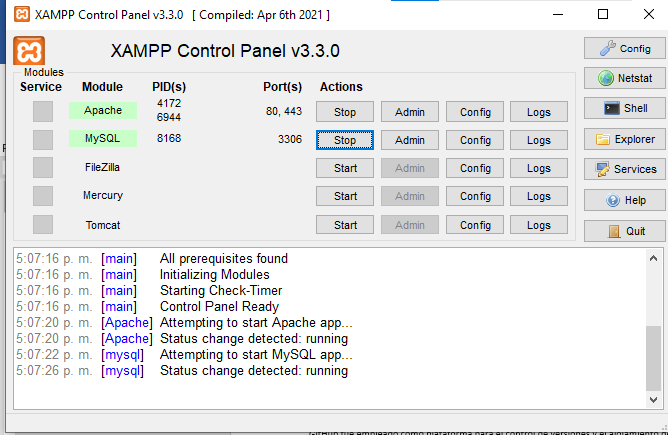 XAMPP Control Panel v3.3.0 [ Compiled: Apr 6th 2021 ]
XAMPP Control Panel v3.3.0
Config
Modules
Service Module PID(s) Port(s) Actions
Netstat
Apache 4172 6944 80, 443 Stop Admin Config Logs
Shell
MySQL 8168 3306 Stop Admin Config Logs
Explorer
FileZilla Start Admin Config Logs
Services
Mercury Start Admin Config Logs
Help
Tomcat Start Admin Config Logs
Quit
5:07:16 p. m. [main] All prerequisites found
5:07:16 p. m. [main] Initializing Modules
5:07:16 p. m. [main] Starting Check-Timer
5:07:16 p. m. [main] Control Panel Ready
5:07:20 p. m. [Apache] Attempting to start Apache app...
5:07:20 p. m. [Apache] Status change detected: running
5:07:22 p. m. [mysql] Attempting to start MySQL app...
5:07:26 p. m. [mysql] Status change detected: running